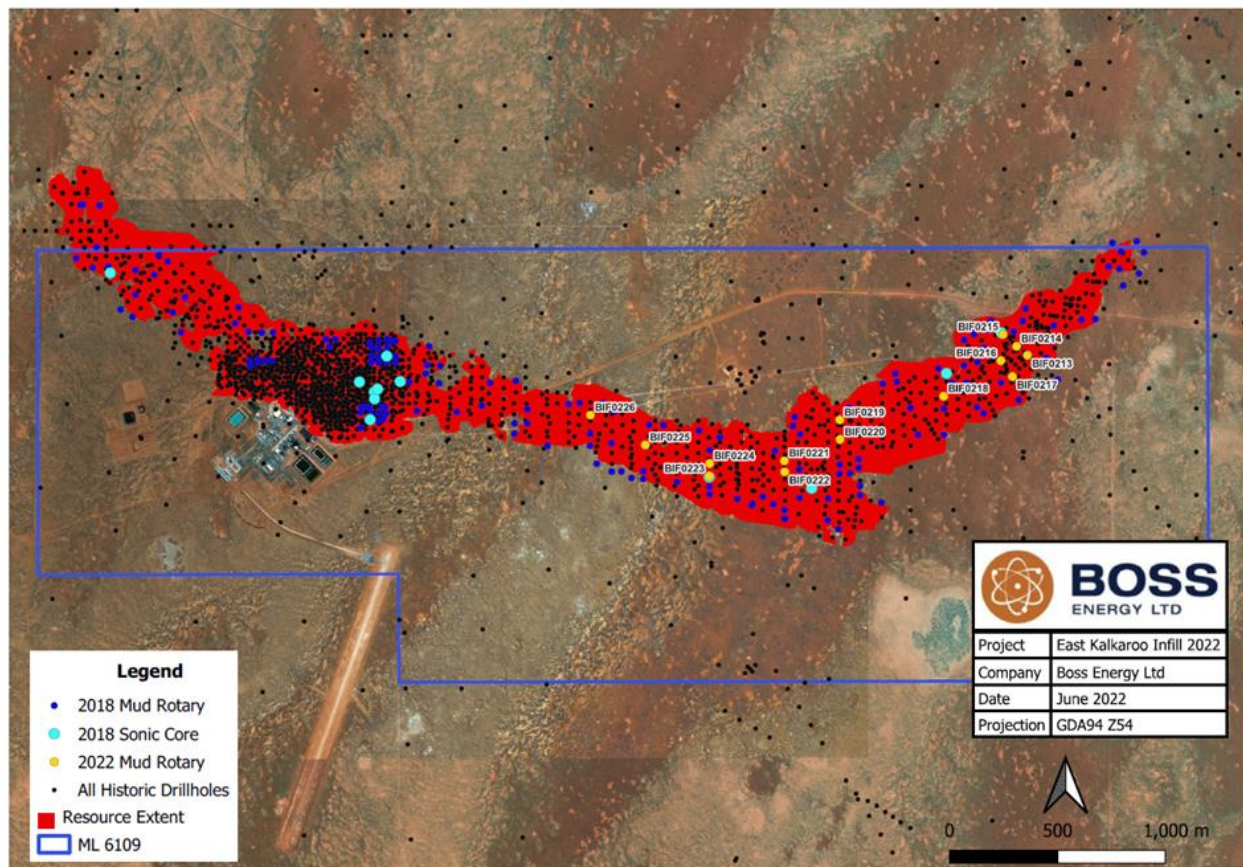 BIF0215
BIF0214
BIF0216
BIF0213
BIF0217
BIF0218
BIF0226
BIF0219
BIF0220
BIF0225
BIF0224
BIF0221
BIF0223
BIF0222
BOSS
ENERGY LTD
Project East Kalkaroo Infill 2022
Company Boss Energy Ltd
Date June 2022
Projection GDA94 Z54
Legend
2018 Mud Rotary
2018 Sonic Core
2022 Mud Rotary
All Historic Drillholes
Resource Extent
ML 6109
0 500 1,000 m